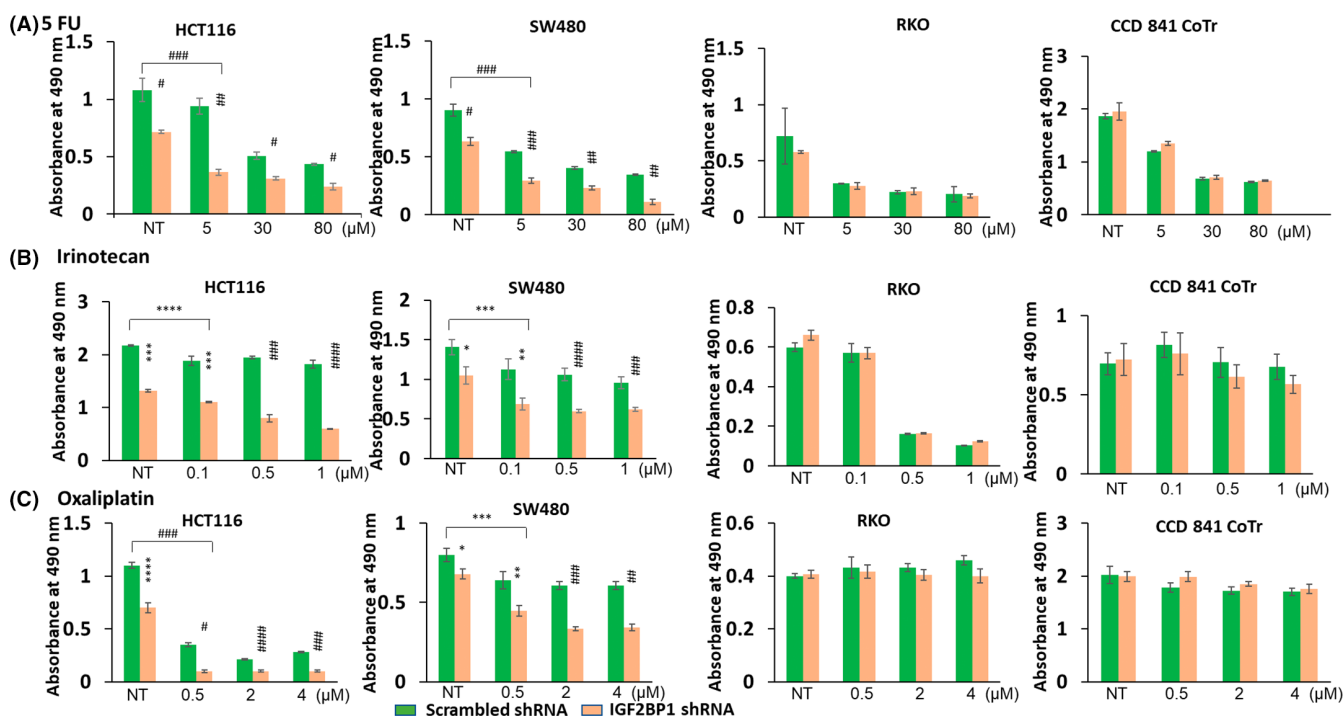 (A) 5 FU
HCT116
SW480
RKO
CCD 841 CoTr
Absorbance at 490 nm
1.5
1
0.5
0
###
#
##
#
#
NT 5 30 80 (µM)
Absorbance at 490 nm
1.5
1
0.5
0
###
#
###
##
##
NT 5 30 80 (µM)
Absorbance at 490 nm
1.5
1
0.5
0
NT 5 30 80 (µM)
Absorbance at 490 nm
3
2
1
0
NT 5 30 80 (µM)
(B) Irinotecan
HCT116
SW480
RKO
CCD 841 CoTr
Absorbance at 490 nm
3
2
1
0
****
***
***
###
####
NT 0.1 0.5 1 (µM)
Absorbance at 490 nm
2
1.5
1
0.5
0
***
*
**
####
###
NT 0.1 0.5 1 (µM)
Absorbance at 490 nm
0.8
0.6
0.4
0.2
0
NT 0.1 0.5 1 (µM)
Absorbance at 490 nm
1
0.5
0
NT 0.1 0.5 1 (µM)
(C) Oxaliplatin
HCT116
SW480
RKO
CCD 841 CoTr
Absorbance at 490 nm
1.5
1
0.5
0
###
****
#
####
###
NT 0.5 2 4 (µM)
Absorbance at 490 nm
1
0.5
0
***
*
**
###
##
NT 0.5 2 4 (µM)
Absorbance at 490 nm
0.6
0.4
0.2
0
NT 0.5 2 4 (µM)
Absorbance at 490 nm
3
2
1
0
NT 0.5 2 4 (µM)
Scrambled shRNA IGF2BP1 shRNA